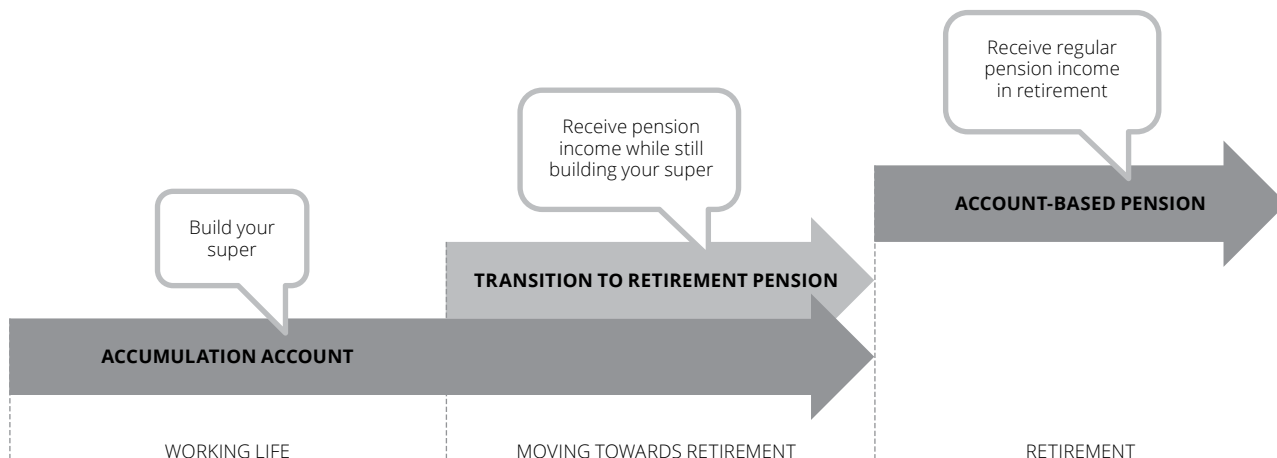 Receive regular
pension income
in retirement
Receive pension
income while still
building your super
ACCOUNT-BASED PENSION
Build your
super
TRANSITION TO RETIREMENT PENSION
ACCUMULATION ACCOUNT
WORKING LIFE
MOVING TOWARDS RETIREMENT
RETIREMENT